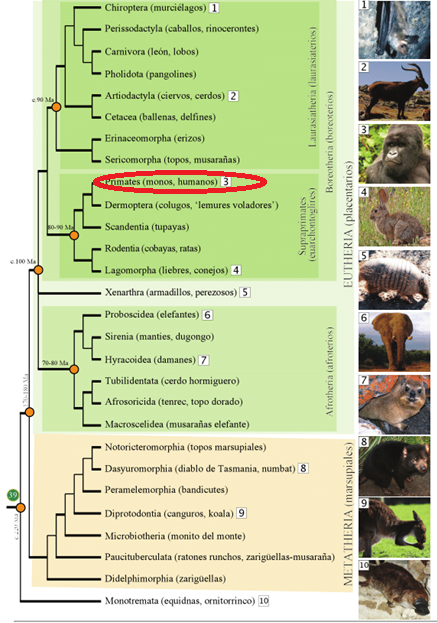 Chiroptera (murciélagos) 1
Perissodactyla (caballos, rinocerontes)
Carnivora (león, lobos)
Pholidota (pangolines)
c.90 Ma
Artiodactyla (ciervos, cerdos) 2
Cetacea (ballenas, delfines)
Erinaceomorpha (erizos)
Sericomorpha (topos, musarañas)
Laurasiatheria (laurasiaterios)
Primates (monos, humanos) 3
Dermoptera (colugos, 'lemures voladores')
80-90 Ma
Scandentia (tupayas)
Rodentia (cobayas, ratas)
Lagomorpha (liebres, conejos) 4
Supraprimates
(euarchontoglires)
Boreotheria (boreoterios)
c.100 Ma
Xenarthra (armadillos, perezosos) 5
Proboscidea (elefantes) 6
Sirenia (manties, dugongo)
Hyracoidea (damanes) 7
70-80 Ma
Tubilidentata (cerdo hormiguero)
Afrosoricida (tenrec, topo dorado)
Macroscelidea (musarañas elefante)
Afrotheria (afroterios)
EUTHERIA (placentarios)
170-180 Ma
Notoricteromorphia (topos marsupiales)
Dasyuromorphia (diablo de Tasmania, numbat) 8
Peramelemorphia (bandicutes)
39
Diprotodontia (canguros, koala) 9
Microbiotheria (monito del monte)
Paucituberculata (ratones runchos, zarigüellas-musaraña)
Didelphimorphia (zarigüellas)
METATHERIA (marsupiales)
Monotremata (equidnas, ornitorrinco) 10
1
2
3
4
5
6
7
8
9
10